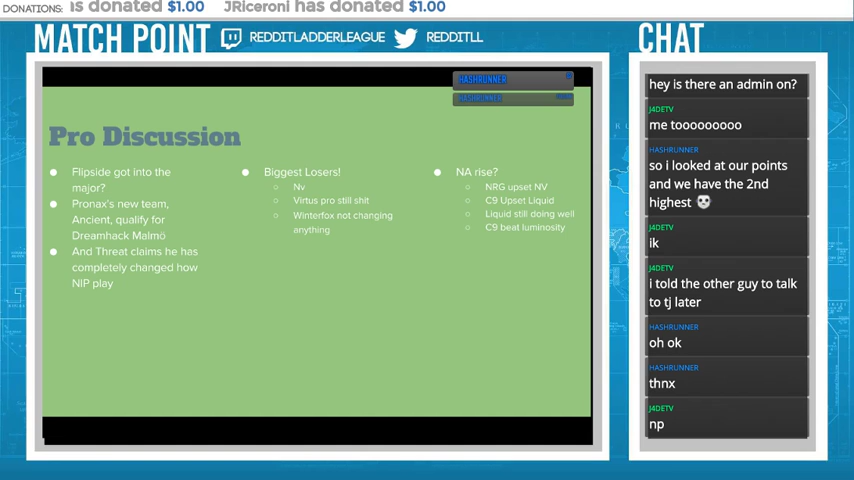 DONATIONS: is donated $1.00 JRiceroni has donated $1.00
MATCH POINT REDDITLADDERLEAGUE REDDITLL
CHAT
HASHRUNNER
HASHRUNNER
Pro Discussion
Flipside got into the
major?
Pronax's new team,
Ancient, qualify for
Dreamhack Malmö
And Threat claims he has
completely changed how
NIP play
Biggest Losers!
Nv
Virtus pro still shit
Winterfox not changing
anything
NA rise?
NRG upset NV
C9 Upset Liquid
Liquid still doing well
C9 beat luminosity
hey is there an admin on?
J4DETV
me tooooooooo
HASHRUNNER
so i looked at our points
and we have the 2nd
highest 💀
J4DETV
ik
J4DETV
i told the other guy to talk
to tj later
HASHRUNNER
oh ok
HASHRUNNER
thnx
J4DETV
np